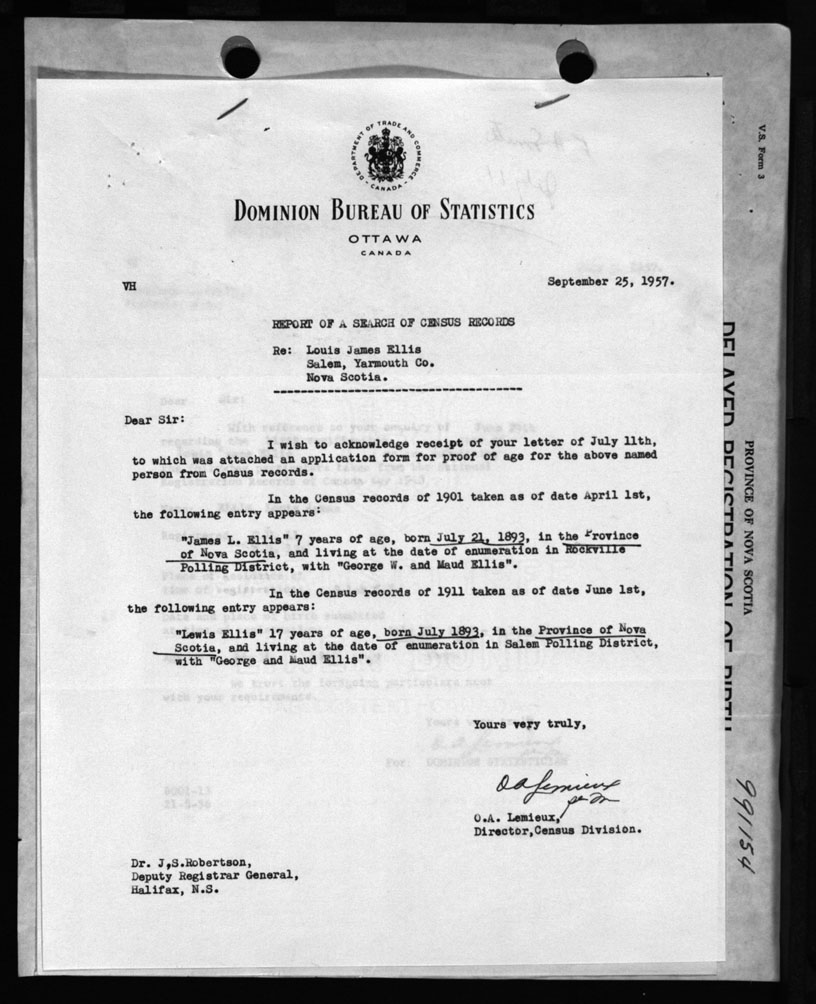 DEPARTMENT OF TRADE AND COMMERCE
- CANADA -
DOMINION BUREAU OF STATISTICS
OTTAWA
CANADA
September 25, 1957.
VH
REPORT OF A SEARCH OF CENSUS RECORDS
Re: Louis James Ellis
Salem, Yarmouth Co.
Nova Scotia.
Dear Sir:
I wish to acknowledge receipt of your letter of July 11th,
to which was attached an application form for proof of age for the above named
person from Census records.
In the Census records of 1901 taken as of date April 1st,
the following entry appears:
"James L. Ellis" 7 years of age, born July 21, 1893, in the Province
of Nova Scotia, and living at the date of enumeration in Rockville
Polling District, with "George W. and Maud Ellis".
In the Census records of 1911 taken as of date June 1st,
the following entry appears:
"Lewis Ellis" 17 years of age, born July 1893, in the Province of Nova
Scotia, and living at the date of enumeration in Salem Polling District,
with "George and Maud Ellis".
Yours very truly,
O A Lemieux
O.A. Lemieux,
Director,Census Division.
Dr. J,S.Robertson,
Deputy Registrar General,
Halifax, N.S.
V.S. Form 3
PROVINCE OF NOVA SCOTIA
DELAYED REGISTRATION OF BIRTH
991154